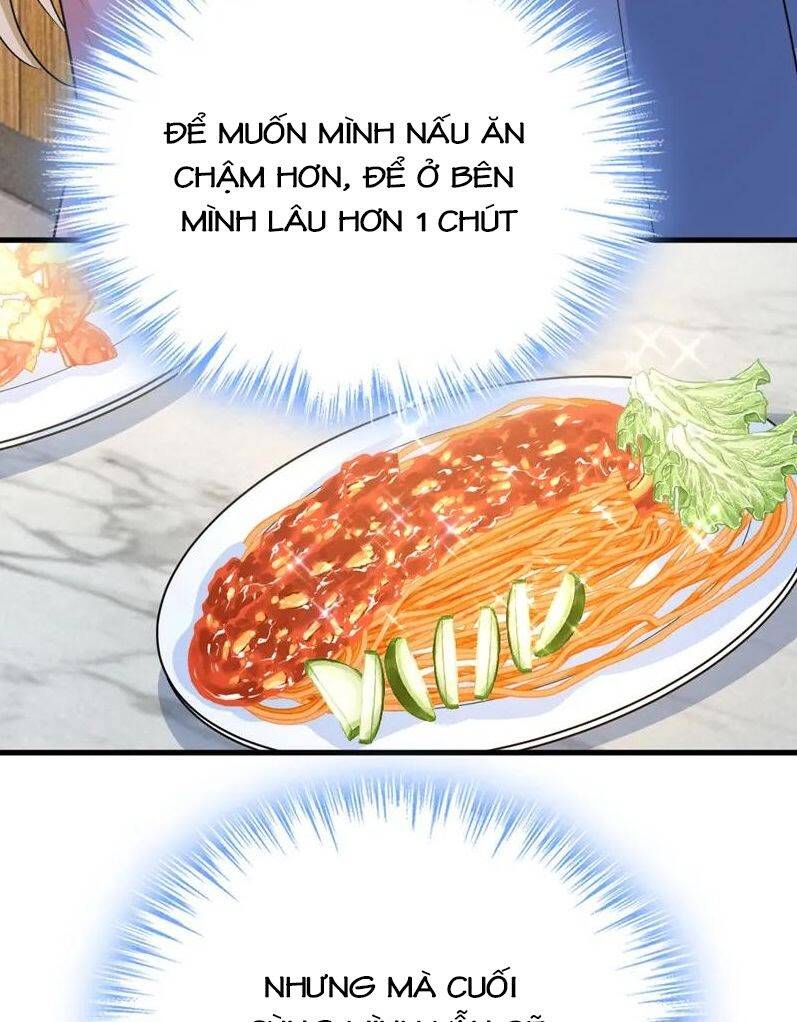 ĐỂ MUỐN MÌNH NẤU ĂN
CHẬM HƠN, ĐỂ Ở BÊN
MÌNH LÂU HƠN 1 CHÚT
NHƯNG MÀ CUỐI